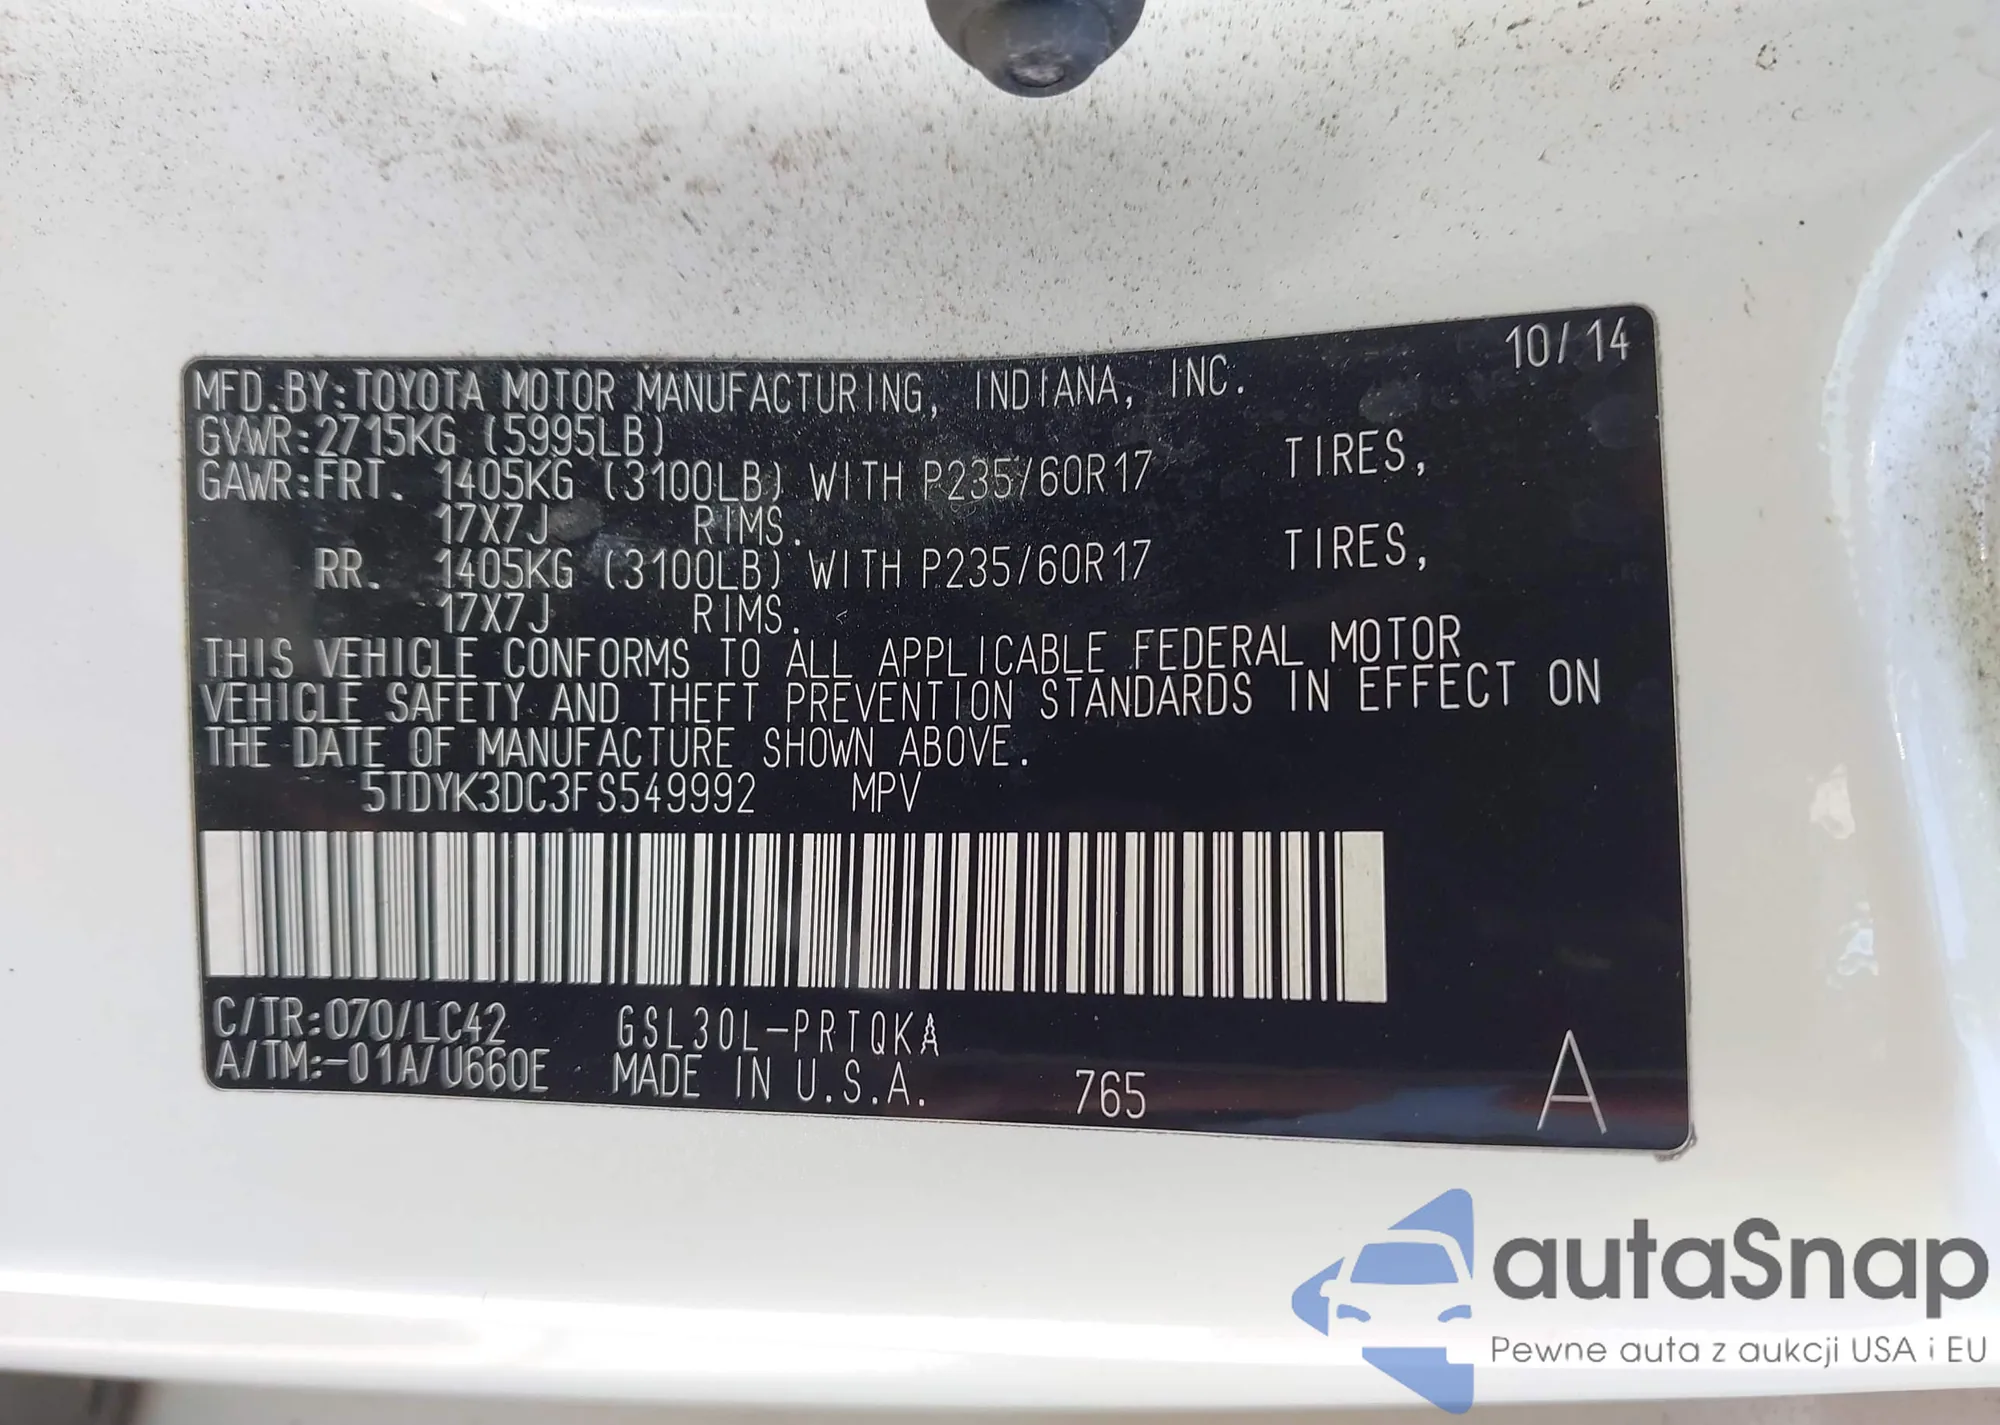 10/14
MFD.BY:TOYOTA MOTOR MANUFACTURING, INDIANA, INC.
GVWR:2715KG (5995LB)
GAWR:FRT. 1405KG (3100LB) WITH P235/60R17 TIRES,
17X7J RIMS.
RR. 1405KG (3100LB) WITH P235/60R17 TIRES,
17X7J RIMS.
THIS VEHICLE CONFORMS TO ALL APPLICABLE FEDERAL MOTOR
VEHICLE SAFETY AND THEFT PREVENTION STANDARDS IN EFFECT ON
THE DATE OF MANUFACTURE SHOWN ABOVE.
5TDYK3DC3FS549992 MPV
C/TR:070/LC42 GSL30L-PRTQKA
A/TM:-01A/U660E MADE IN U.S.A. 765 A
autaSnap
Pewne auta z aukcji USA i EU